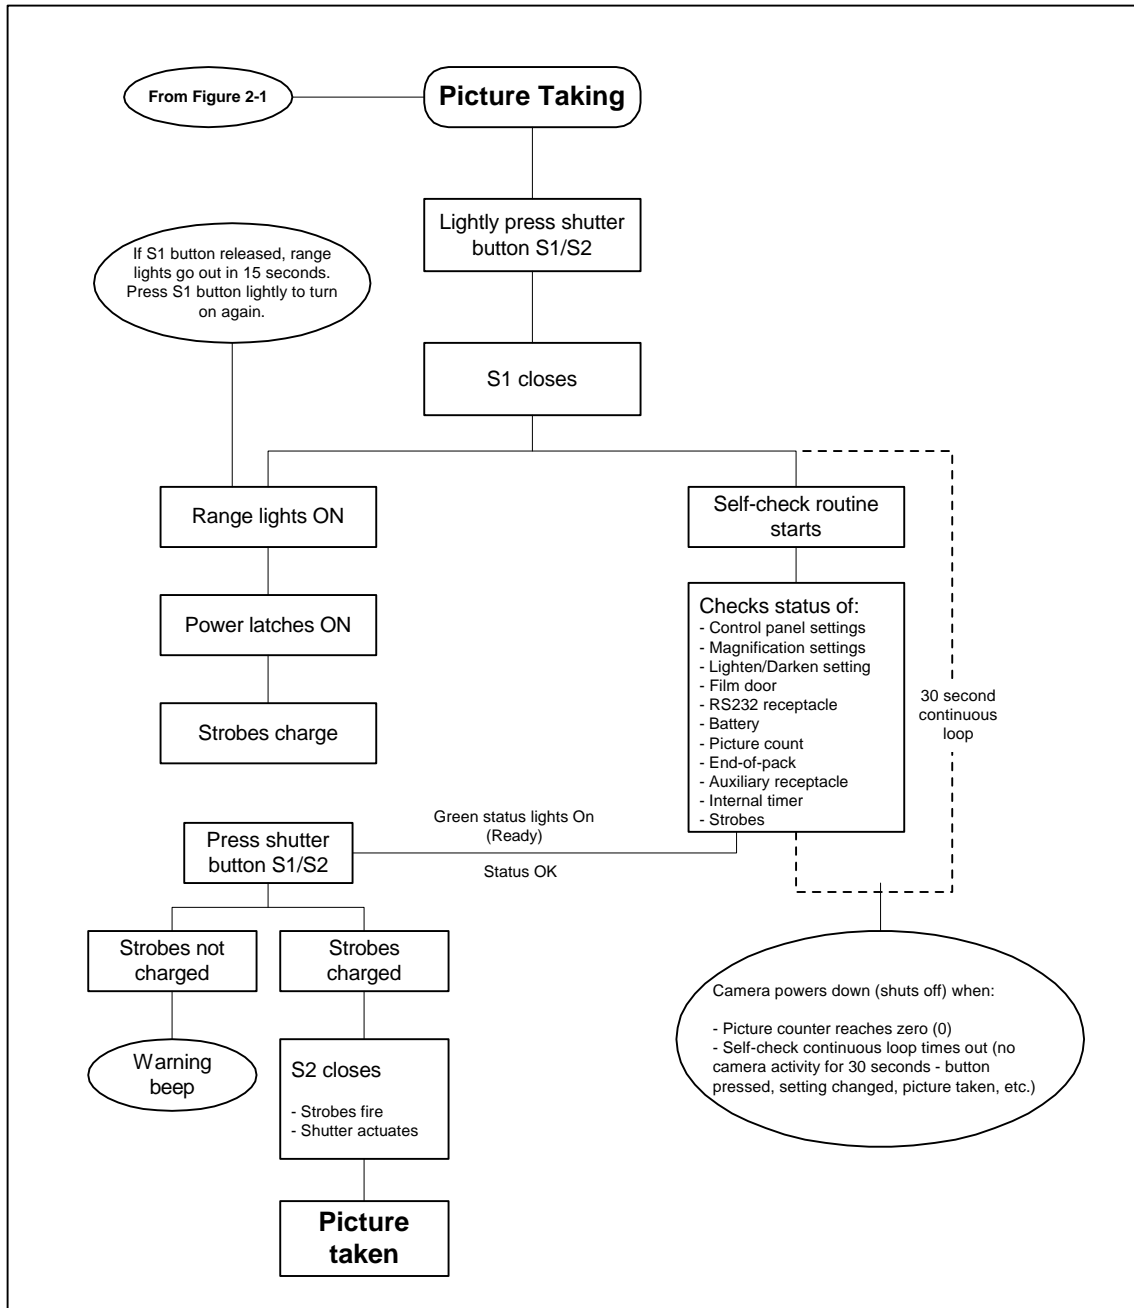 From Figure 2-1
Picture Taking
Lightly press shutter
button S1/S2
If S1 button released, range
lights go out in 15 seconds.
Press S1 button lightly to turn
on again.
S1 closes
Range lights ON
Self-check routine
starts
Power latches ON
Checks status of:
- Control panel settings
- Magnification settings
- Lighten/Darken setting
- Film door
- RS232 receptacle
- Battery
- Picture count
- End-of-pack
- Auxiliary receptacle
- Internal timer
- Strobes
30 second
continuous
loop
Strobes charge
Green status lights On
(Ready)
Status OK
Press shutter
button S1/S2
Strobes not
charged
Strobes
charged
Warning
beep
S2 closes
- Strobes fire
- Shutter actuates
Camera powers down (shuts off) when:
- Picture counter reaches zero (0)
- Self-check continuous loop times out (no
camera activity for 30 seconds - button
pressed, setting changed, picture taken, etc.)
Picture
taken